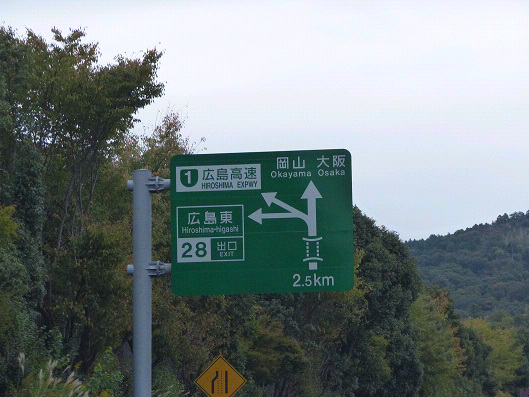 1 広島高速
HIROSHIMA EXPWY
岡山 大阪
Okayama Osaka
広島東
Hiroshima-higashi
28 出口
EXIT
2.5km